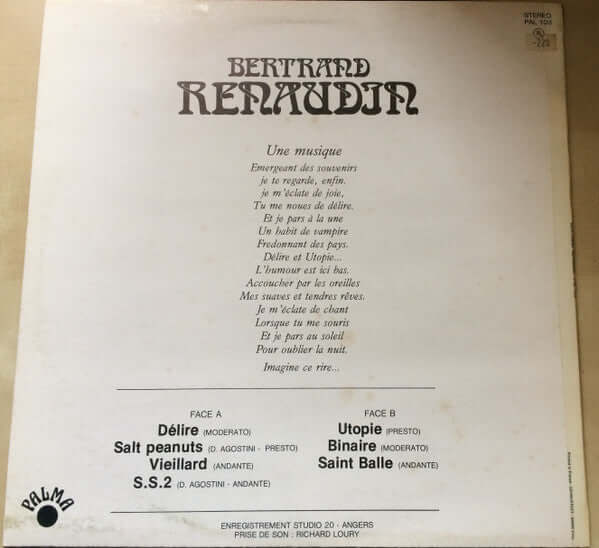 STEREO
PAL 103
-220
BERTRAND
RENAUDIN
Une musique
Emergeant des souvenirs
je te regarde, enfin.
je m'éclate de joie,
Tu me noues de délire.
Et je pars à la une
Un habit de vampire
Fredonnant des pays.
Délire et Utopie...
L'humour est ici bas.
Accoucher par les oreilles
Mes suaves et tendres rêves.
Je m'éclate de chant
Lorsque tu me souris
Et je pars au soleil
Pour oublier la nuit.
Imagine ce rire...
FACE A
Délire (MODERATO)
Salt peanuts (D. AGOSTINI - PRESTO)
Vieillard (ANDANTE)
S.S.2 (D. AGOSTINI - ANDANTE)
FACE B
Utopie (PRESTO)
Binaire (MODERATO)
Saint Balle (ANDANTE)
PALMA
ENREGISTREMENT STUDIO 20 - ANGERS
PRISE DE SON : RICHARD LOURY